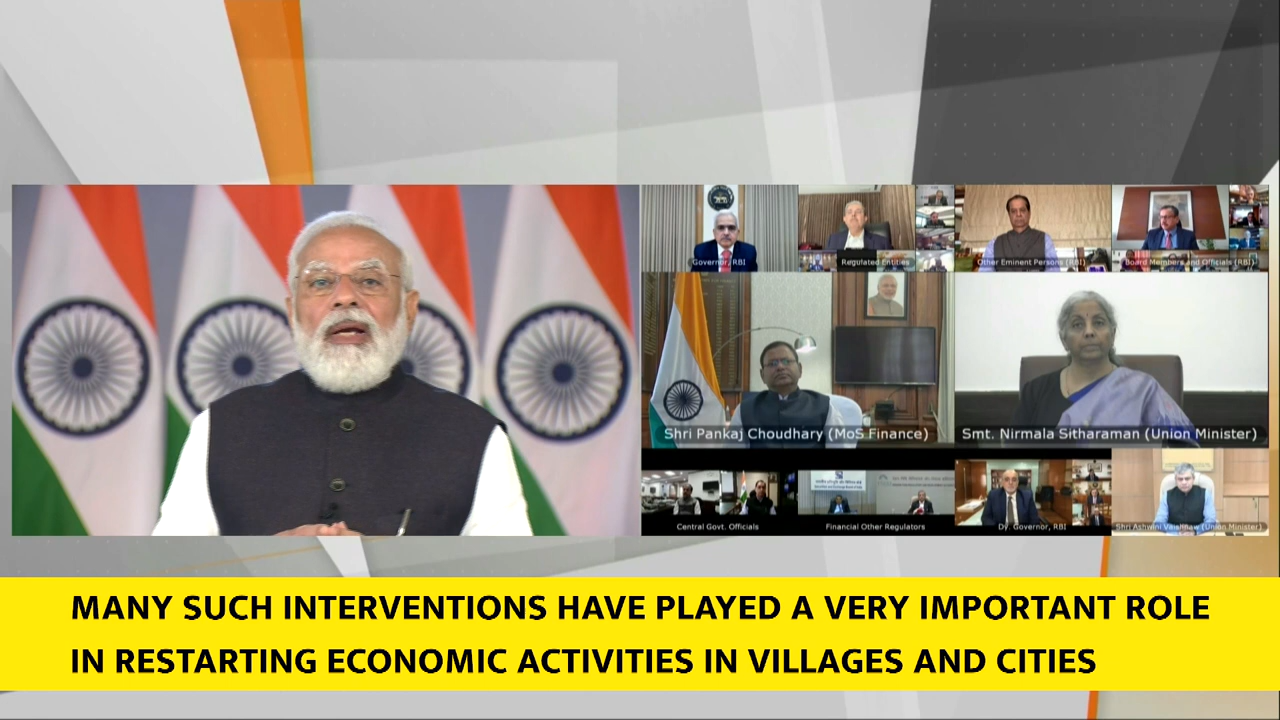 Governor, RBI
Regulated Entities
Other Eminent Persons (RBI)
Board Members and Officials (RBI)
Shri Pankaj Choudhary (MoS Finance)
Smt. Nirmala Sitharaman (Union Minister)
Central Govt. Officials
Financial Other Regulators
Dy. Governor, RBI
Shri Ashwini Vaishnaw (Union Minister)
MANY SUCH INTERVENTIONS HAVE PLAYED A VERY IMPORTANT ROLE
IN RESTARTING ECONOMIC ACTIVITIES IN VILLAGES AND CITIES